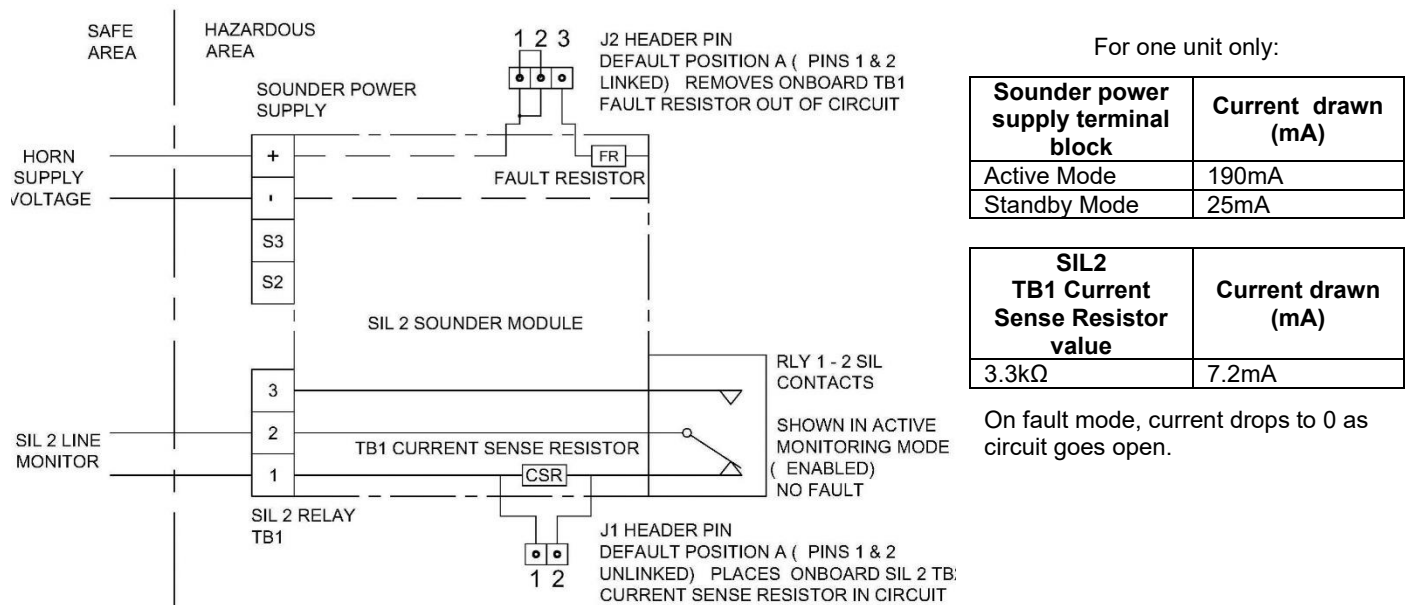 SAFE
AREA
HAZARDOUS
AREA
1 2 3
J2 HEADER PIN
DEFAULT POSITION A ( PINS 1 & 2
LINKED) REMOVES ONBOARD TB1
FAULT RESISTOR OUT OF CIRCUIT
SOUNDER POWER
SUPPLY
HORN
SUPPLY
VOLTAGE
+
-
S3
S2
FR
FAULT RESISTOR
SIL 2 SOUNDER MODULE
RLY 1 - 2 SIL
CONTACTS
3
2
1
SIL 2 LINE
MONITOR
TB1 CURRENT SENSE RESISTOR
CSR
SHOWN IN ACTIVE
MONITORING MODE
( ENABLED)
NO FAULT
SIL 2 RELAY
TB1
1 2
J1 HEADER PIN
DEFAULT POSITION A ( PINS 1 & 2
UNLINKED) PLACES ONBOARD SIL 2 TB
CURRENT SENSE RESISTOR IN CIRCUIT
For one unit only:
Sounder power
supply terminal
block
Current drawn
(mA)
Active Mode 190mA
Standby Mode 25mA
SIL2
TB1 Current
Sense Resistor
value
Current drawn
(mA)
3.3kΩ 7.2mA
On fault mode, current drops to 0 as
circuit goes open.